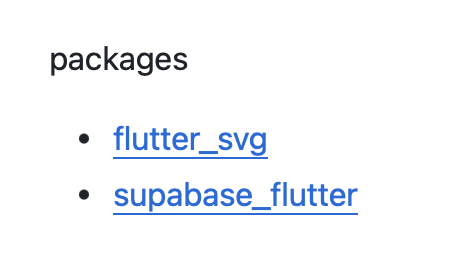 packages
• flutter_svg
• supabase_flutter